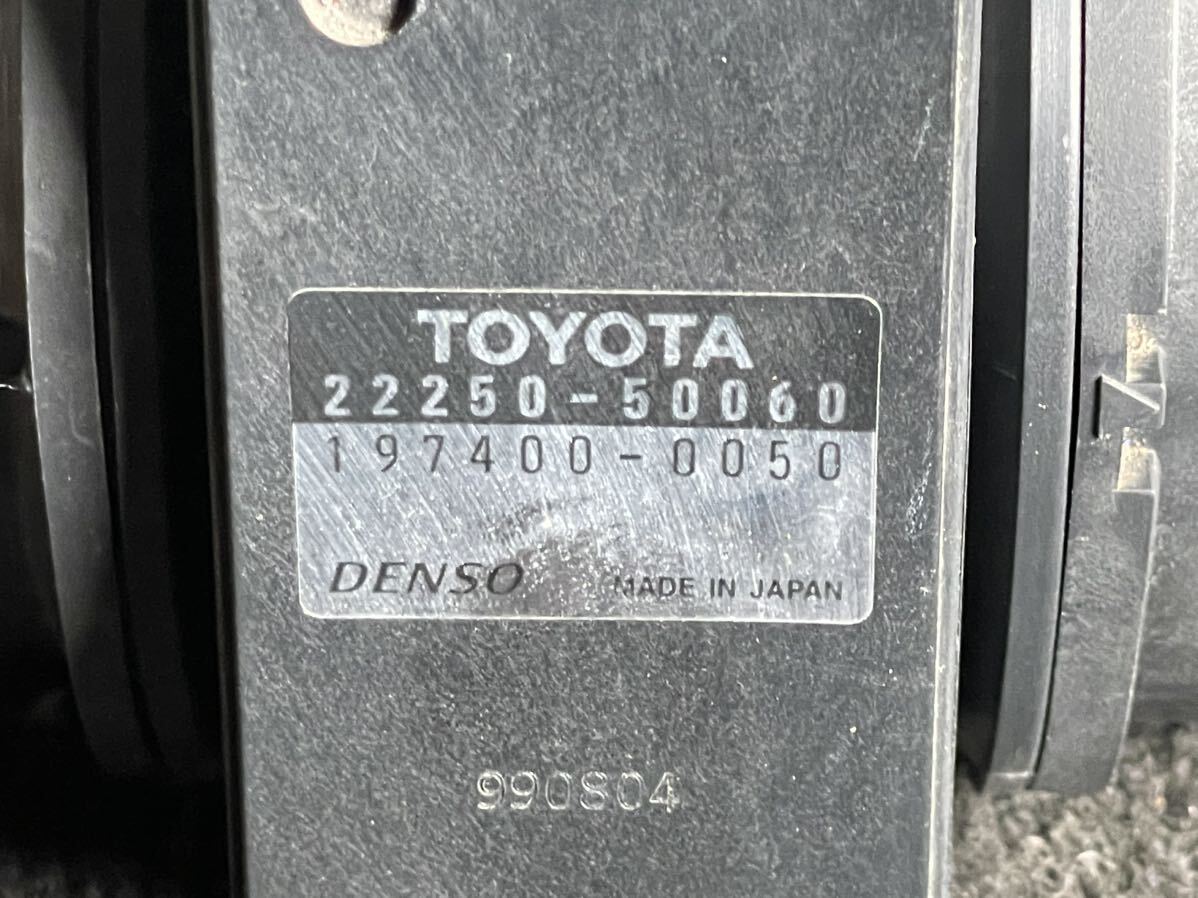 TOYOTA
22250-50060
197400-0050
DENSO MADE IN JAPAN
990804